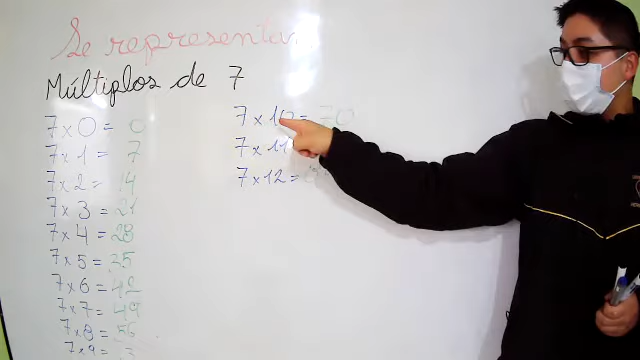 Se representan
Múltiplos de 7
7 x 0 = 0
7 x 1 = 7
7 x 2 = 14
7 x 3 = 21
7 x 4 = 28
7 x 5 = 35
7 x 6 = 42
7 x 7 = 49
7 x 8 = 56
7 x 9 =
7 x 10 = 70
7 x 11
7 x 12 =